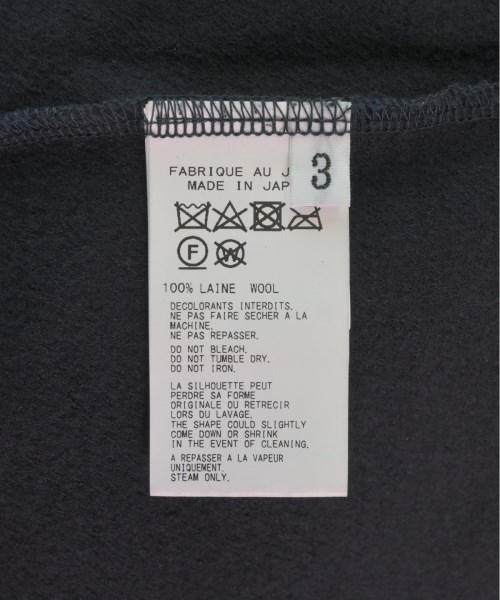 FABRIQUE AU J
3
MADE IN JAP
F
W
100% LAINE WOOL
DECOLORANTS INTERDITS.
NE PAS FAIRE SECHER A LA
MACHINE.
NE PAS REPASSER.
DO NOT BLEACH.
DO NOT TUMBLE DRY.
DO NOT IRON.
LA SILHOUETTE PEUT
PERDRE SA FORME
ORIGINALE OU RETRECIR
LORS DU LAVAGE.
THE SHAPE COULD SLIGHTLY
COME DOWN OR SHRINK
IN THE EVENT OF CLEANING.
A REPASSER A LA VAPEUR
UNIQUEMENT.
STEAM ONLY.